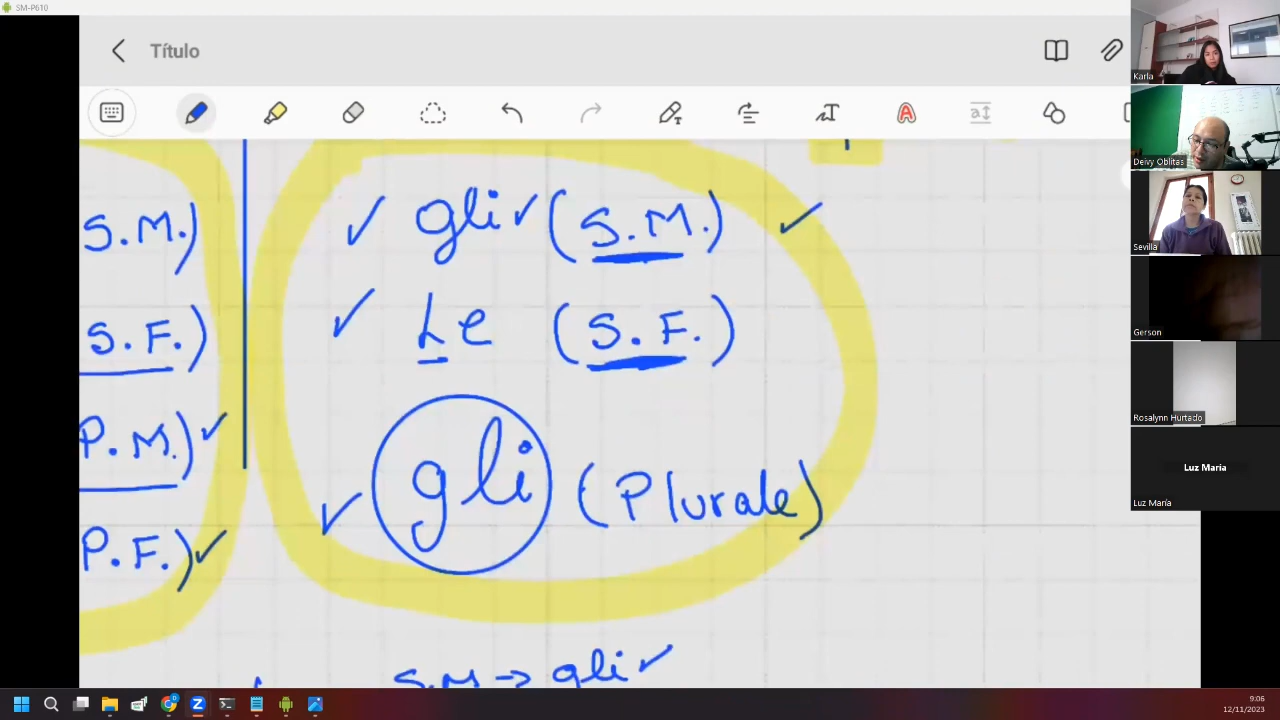 SM-P610
Título
S.M.)
gli (S.M.)
S.F.)
Le (S.F.)
P.M.)
gli (Plurale)
P.F.)
S.M → gli
Karla
Deivy Oblitas
Sevilla
Gerson
Rosalynn Hurtado
Luz Maria
Luz María
9:06
12/11/2023